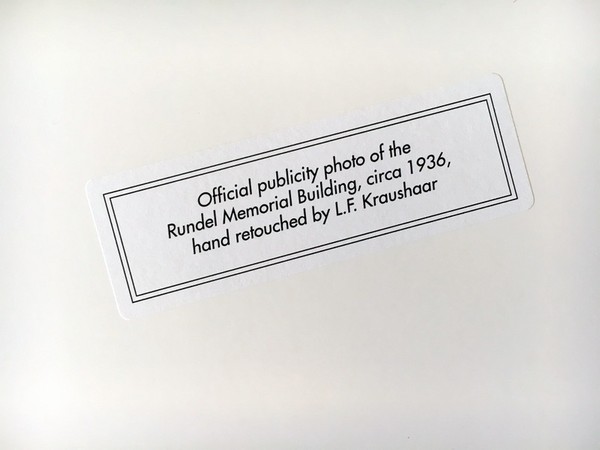 Official publicity photo of the
Rundel Memorial Building, circa 1936,
hand retouched by L.F. Kraushaar